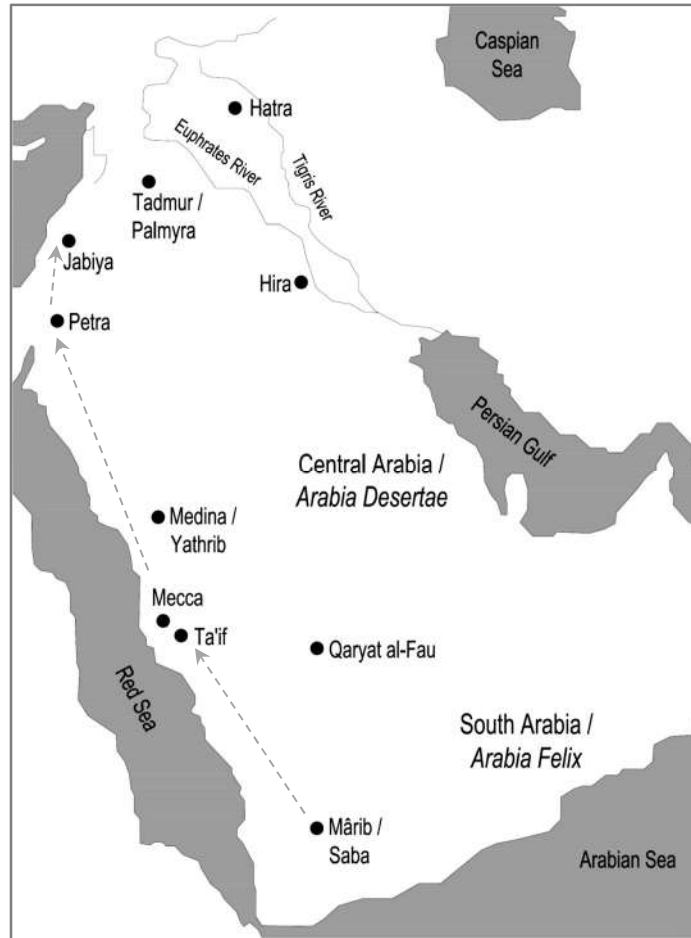 Caspian
Sea
Hatra
Euphrates River
Tigris River
Tadmur /
Palmyra
Jabiya
Hira
Petra
Persian Gulf
Central Arabia /
Arabia Desertae
Medina /
Yathrib
Mecca
Ta'if
Qaryat al-Fau
Red Sea
South Arabia /
Arabia Felix
Mârib /
Saba
Arabian Sea